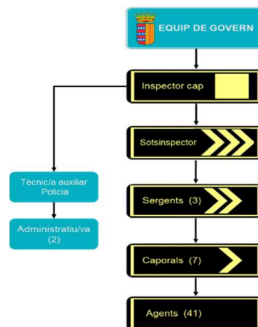 EQUIP DE GOVERN
Inspector cap
Sotsinspector
Tècnic/a auxiliar
Policia
Sergents (3)
Administratiu/va
(2)
Caporals (7)
Agents (41)